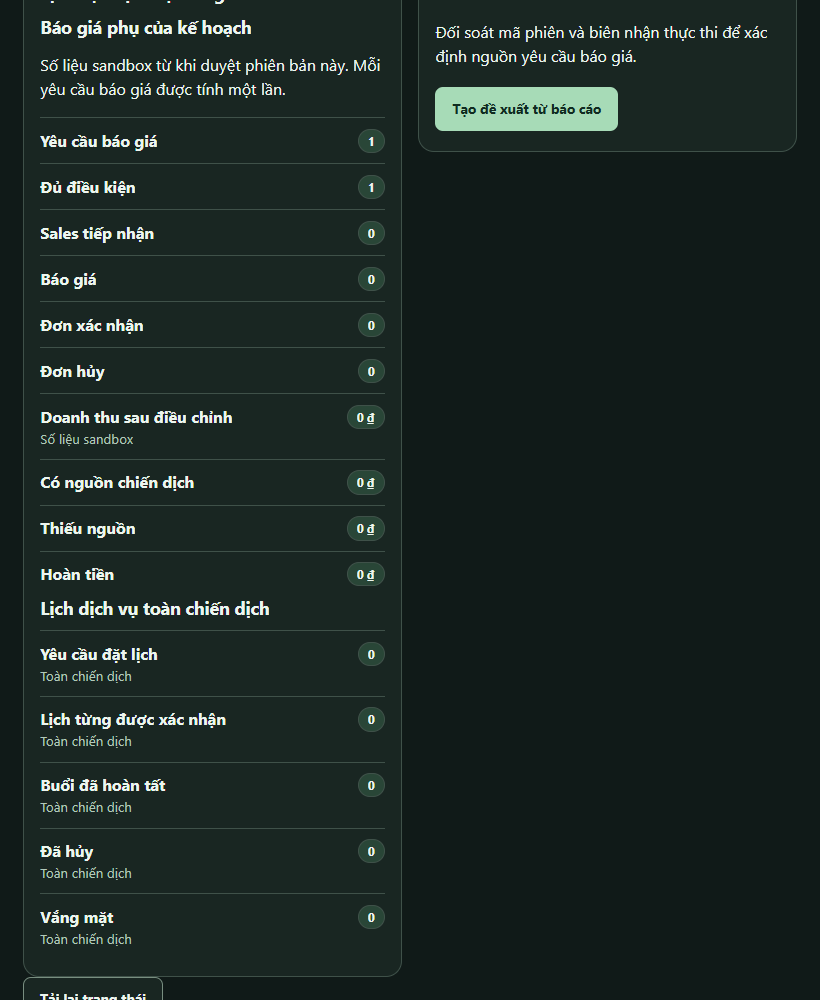 Báo giá phụ của kế hoạch
Số liệu sandbox từ khi duyệt phiên bản này. Mỗi
yêu cầu báo giá được tính một lần.
Yêu cầu báo giá 1
Đủ điều kiện 1
Sales tiếp nhận 0
Báo giá 0
Đơn xác nhận 0
Đơn hủy 0
Doanh thu sau điều chỉnh 0 ₫
Số liệu sandbox
Có nguồn chiến dịch 0 ₫
Thiếu nguồn 0 ₫
Hoàn tiền 0 ₫
Lịch dịch vụ toàn chiến dịch
Yêu cầu đặt lịch 0
Toàn chiến dịch
Lịch từng được xác nhận 0
Toàn chiến dịch
Buổi đã hoàn tất 0
Toàn chiến dịch
Đã hủy 0
Toàn chiến dịch
Vắng mặt 0
Toàn chiến dịch
Tải lại trạng thái
Đối soát mã phiên và biên nhận thực thi để xác
định nguồn yêu cầu báo giá.
Tạo đề xuất từ báo cáo